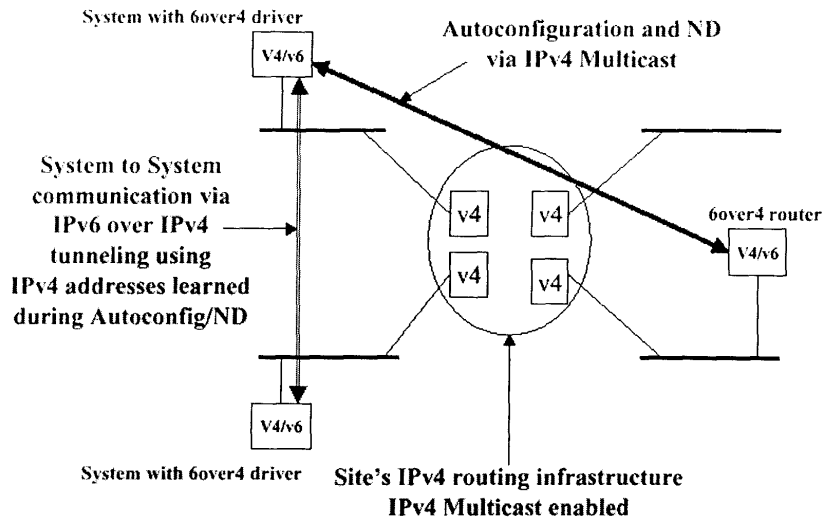 System with 6over4 driver
V4/v6
Autoconfiguration and ND
via IPv4 Multicast
System to System
communication via
IPv6 over IPv4
tunneling using
IPv4 addresses learned
during Autoconfig/ND
v4
v4
v4
v4
6over4 router
V4/v6
V4/v6
System with 6over4 driver
Site's IPv4 routing infrastructure
IPv4 Multicast enabled